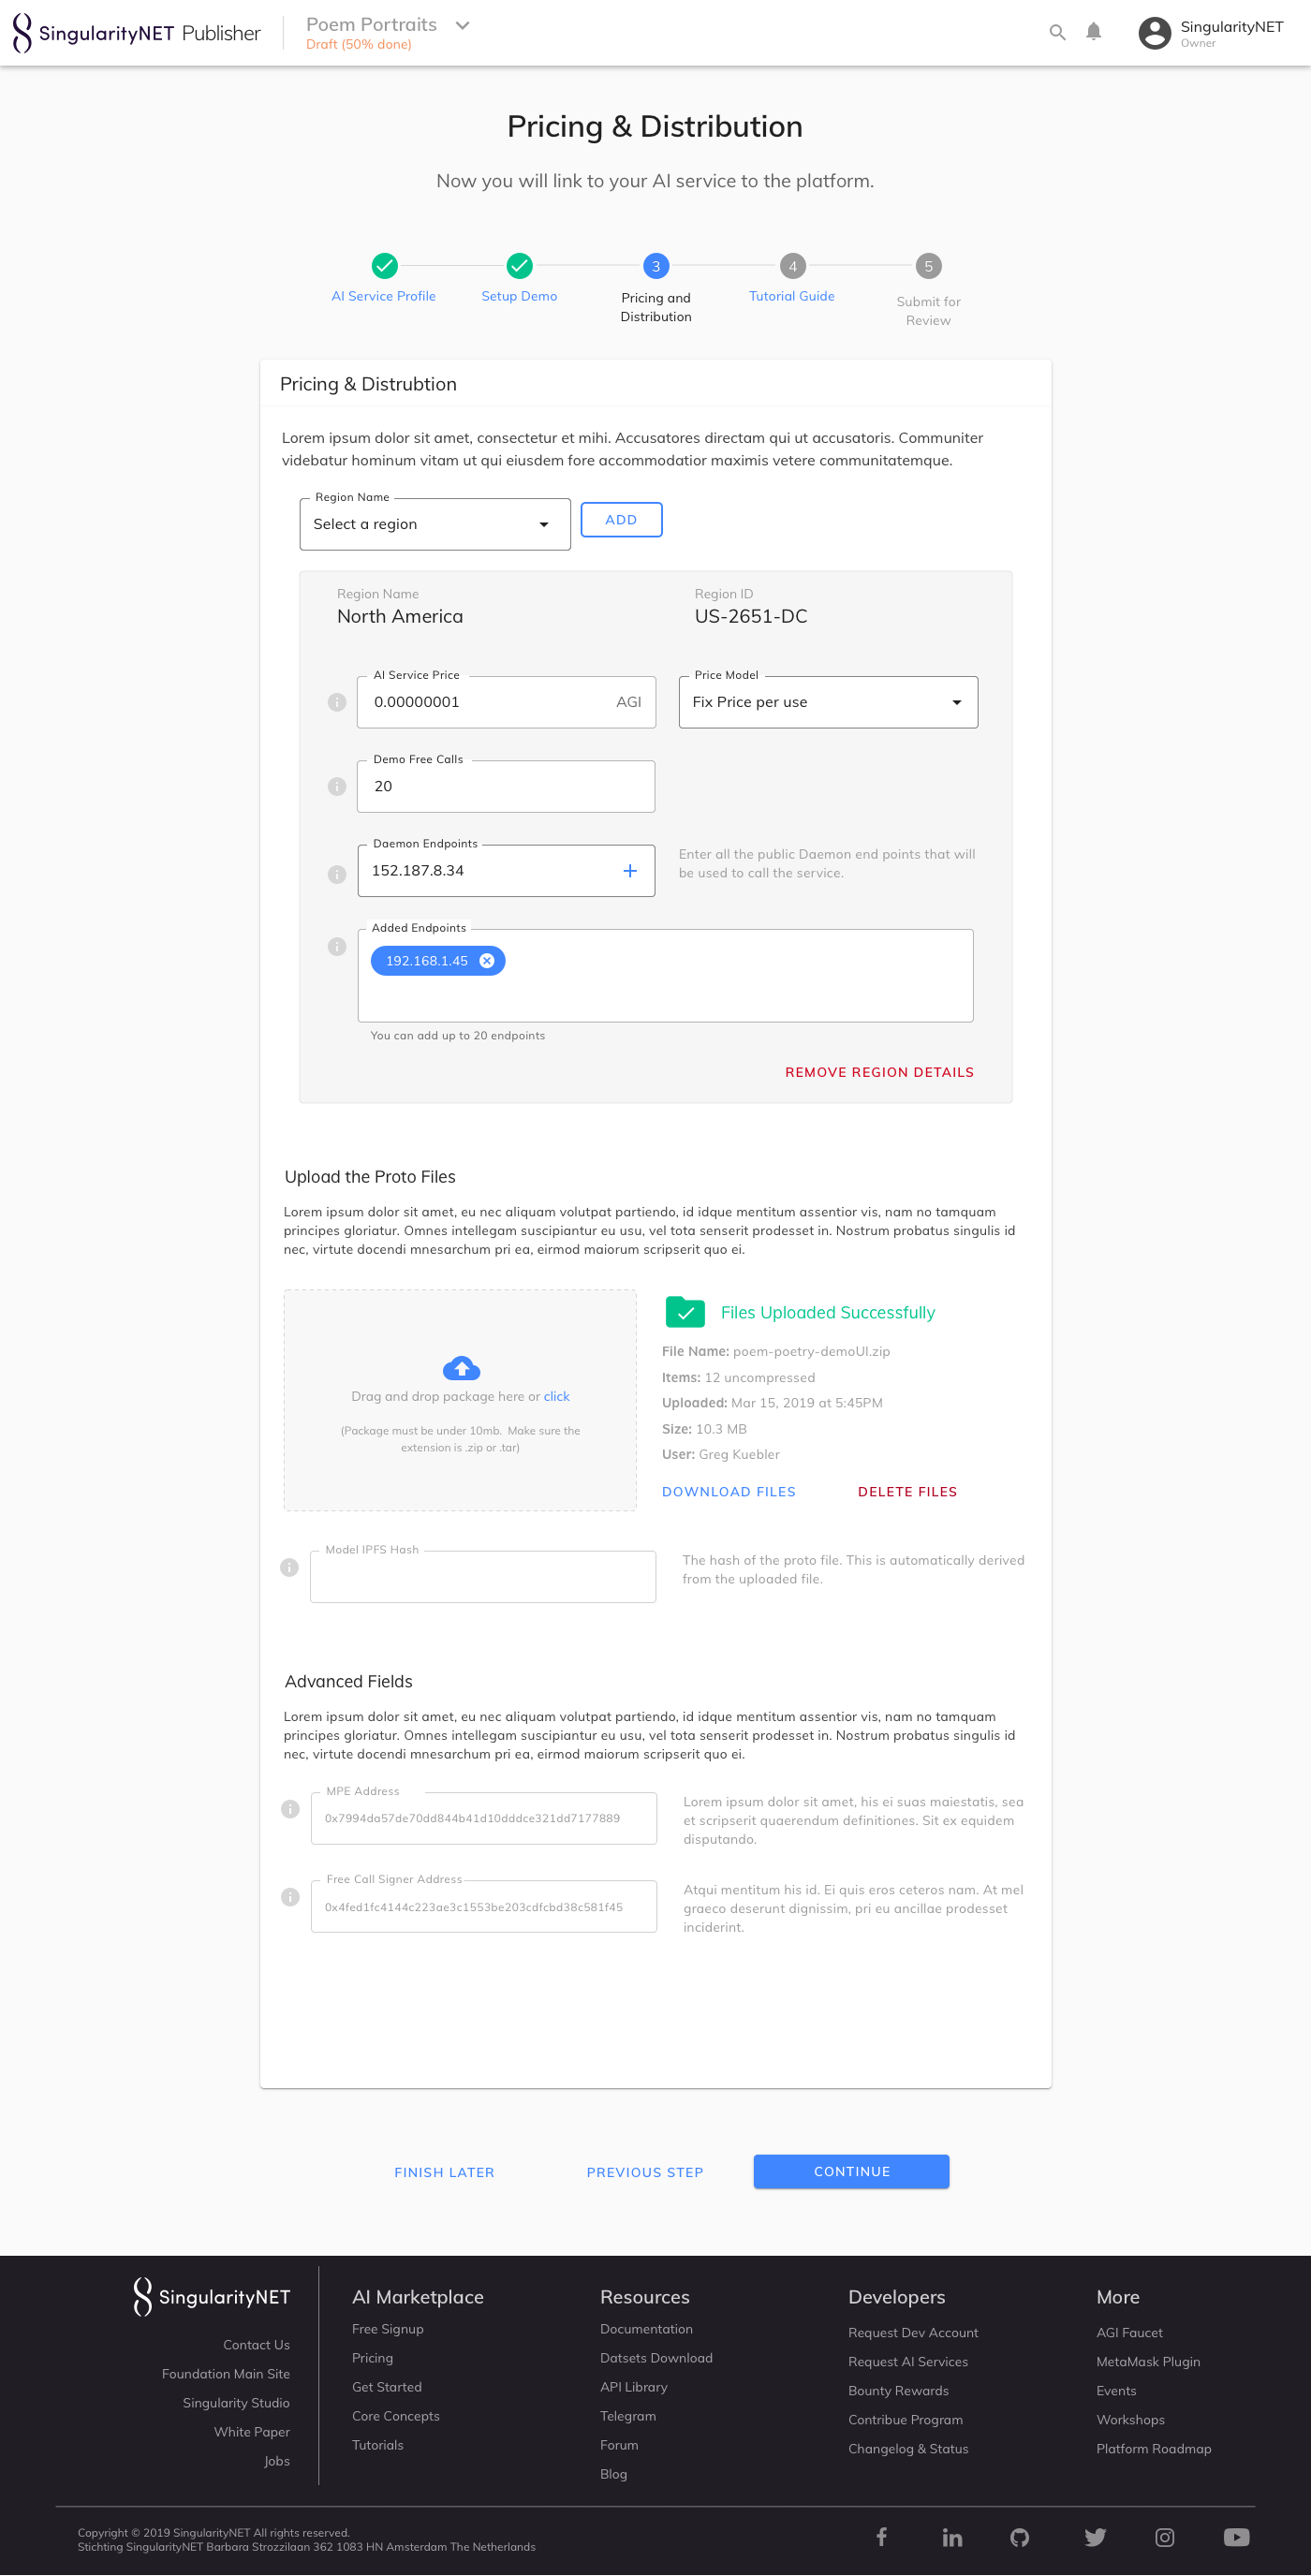 SingularityNET Publisher
Poem Portraits
Draft (50% done)
SingularityNET
Owner
Pricing & Distribution
Now you will link to your AI service to the platform.
3
4
5
AI Service Profile
Setup Demo
Pricing and
Distribution
Tutorial Guide
Submit for
Review
Pricing & Distrubtion
Lorem ipsum dolor sit amet, consectetur et mihi. Accusatores directam qui ut accusatoris. Communiter
videbatur hominum vitam ut qui eiusdem fore accommodatior maximis vetere communitatemque.
Region Name
Select a region
ADD
Region Name
North America
Region ID
US-2651-DC
AI Service Price
0.00000001
AGI
Price Model
Fix Price per use
Demo Free Calls
20
Daemon Endpoints
152.187.8.34
Enter all the public Daemon end points that will
be used to call the service.
Added Endpoints
192.168.1.45
You can add up to 20 endpoints
REMOVE REGION DETAILS
Upload the Proto Files
Lorem ipsum dolor sit amet, eu nec aliquam volutpat partiendo, id idque mentitum assentior vis, nam no tamquam
principes gloriatur. Omnes intellegam suscipiantur eu usu, vel tota senserit prodesset in. Nostrum probatus singulis id
nec, virtute docendi mnesarchum pri ea, eirmod maiorum scripserit quo ei.
Drag and drop package here or click
(Package must be under 10mb.  Make sure the
extension is .zip or .tar)
Files Uploaded Successfully
File Name: poem-poetry-demoUI.zip
Items: 12 uncompressed
Uploaded: Mar 15, 2019 at 5:45PM
Size: 10.3 MB
User: Greg Kuebler
DOWNLOAD FILES
DELETE FILES
Model IPFS Hash
The hash of the proto file. This is automatically derived
from the uploaded file.
Advanced Fields
Lorem ipsum dolor sit amet, eu nec aliquam volutpat partiendo, id idque mentitum assentior vis, nam no tamquam
principes gloriatur. Omnes intellegam suscipiantur eu usu, vel tota senserit prodesset in. Nostrum probatus singulis id
nec, virtute docendi mnesarchum pri ea, eirmod maiorum scripserit quo ei.
MPE Address
0x7994da57de70dd844b41d10dddce321dd7177889
Lorem ipsum dolor sit amet, his ei suas maiestatis, sea
et scripserit quaerendum definitiones. Sit ex equidem
disputando.
Free Call Signer Address
0x4fed1fc4144c223ae3c1553be203cdfcbd38c581f45
Atqui mentitum his id. Ei quis eros ceteros nam. At mel
graeco deserunt dignissim, pri eu ancillae prodesset
inciderint.
FINISH LATER
PREVIOUS STEP
CONTINUE
SingularityNET
Contact Us
Foundation Main Site
Singularity Studio
White Paper
Jobs
AI Marketplace
Free Signup
Pricing
Get Started
Core Concepts
Tutorials
Resources
Documentation
Datsets Download
API Library
Telegram
Forum
Blog
Developers
Request Dev Account
Request AI Services
Bounty Rewards
Contribue Program
Changelog & Status
More
AGI Faucet
MetaMask Plugin
Events
Workshops
Platform Roadmap
Copyright © 2019 SingularityNET All rights reserved.
Stichting SingularityNET Barbara Strozzilaan 362 1083 HN Amsterdam The Netherlands